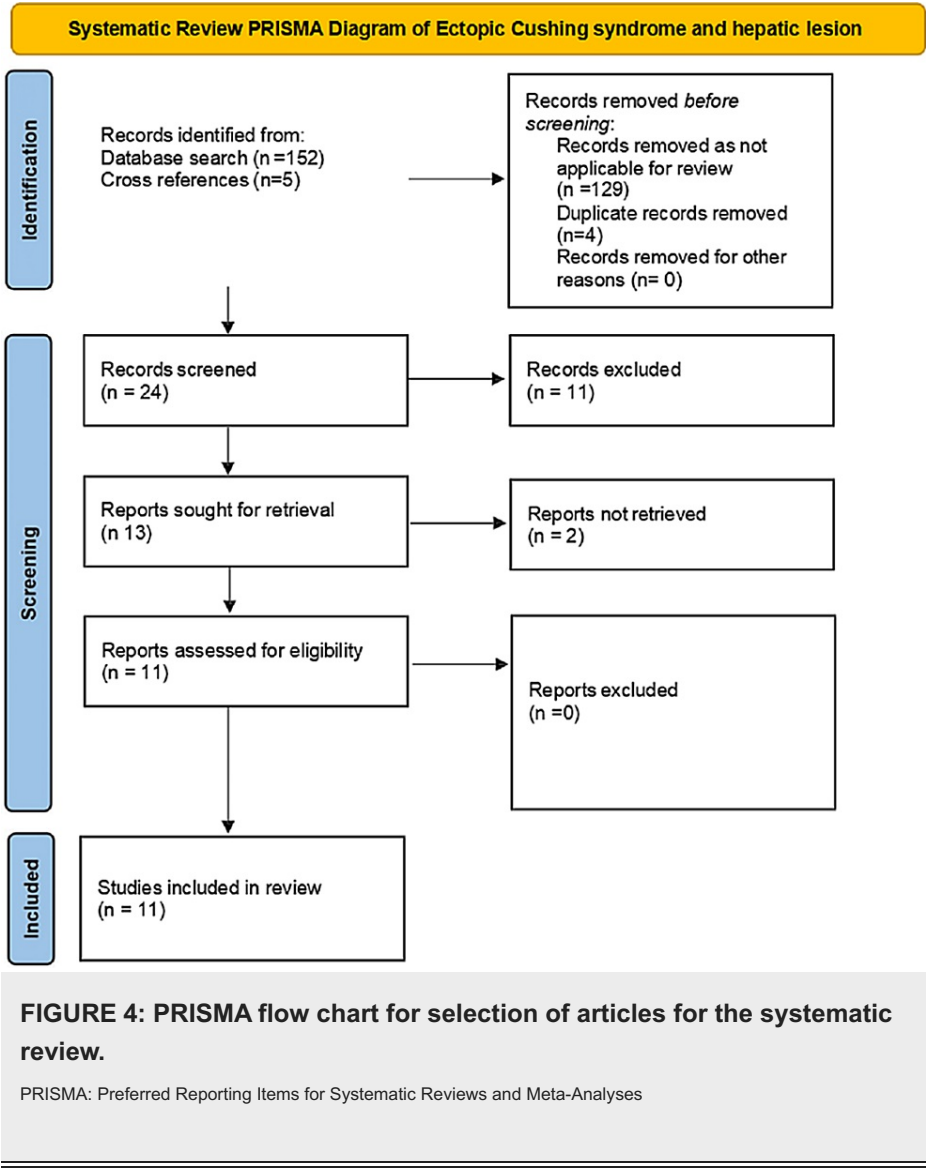 Systematic Review PRISMA Diagram of Ectopic Cushing syndrome and hepatic lesion
Identification
Records identified from:
Database search (n =152)
Cross references (n=5)
Records removed before
screening:
Records removed as not
applicable for review
(n =129)
Duplicate records removed
(n=4)
Records removed for other
reasons (n= 0)
Screening
Records screened
(n = 24)
Records excluded
(n = 11)
Reports sought for retrieval
(n 13)
Reports not retrieved
(n = 2)
Reports assessed for eligibility
(n = 11)
Reports excluded
(n =0)
Included
Studies included in review
(n = 11)
FIGURE 4: PRISMA flow chart for selection of articles for the systematic
review.
PRISMA: Preferred Reporting Items for Systematic Reviews and Meta-Analyses